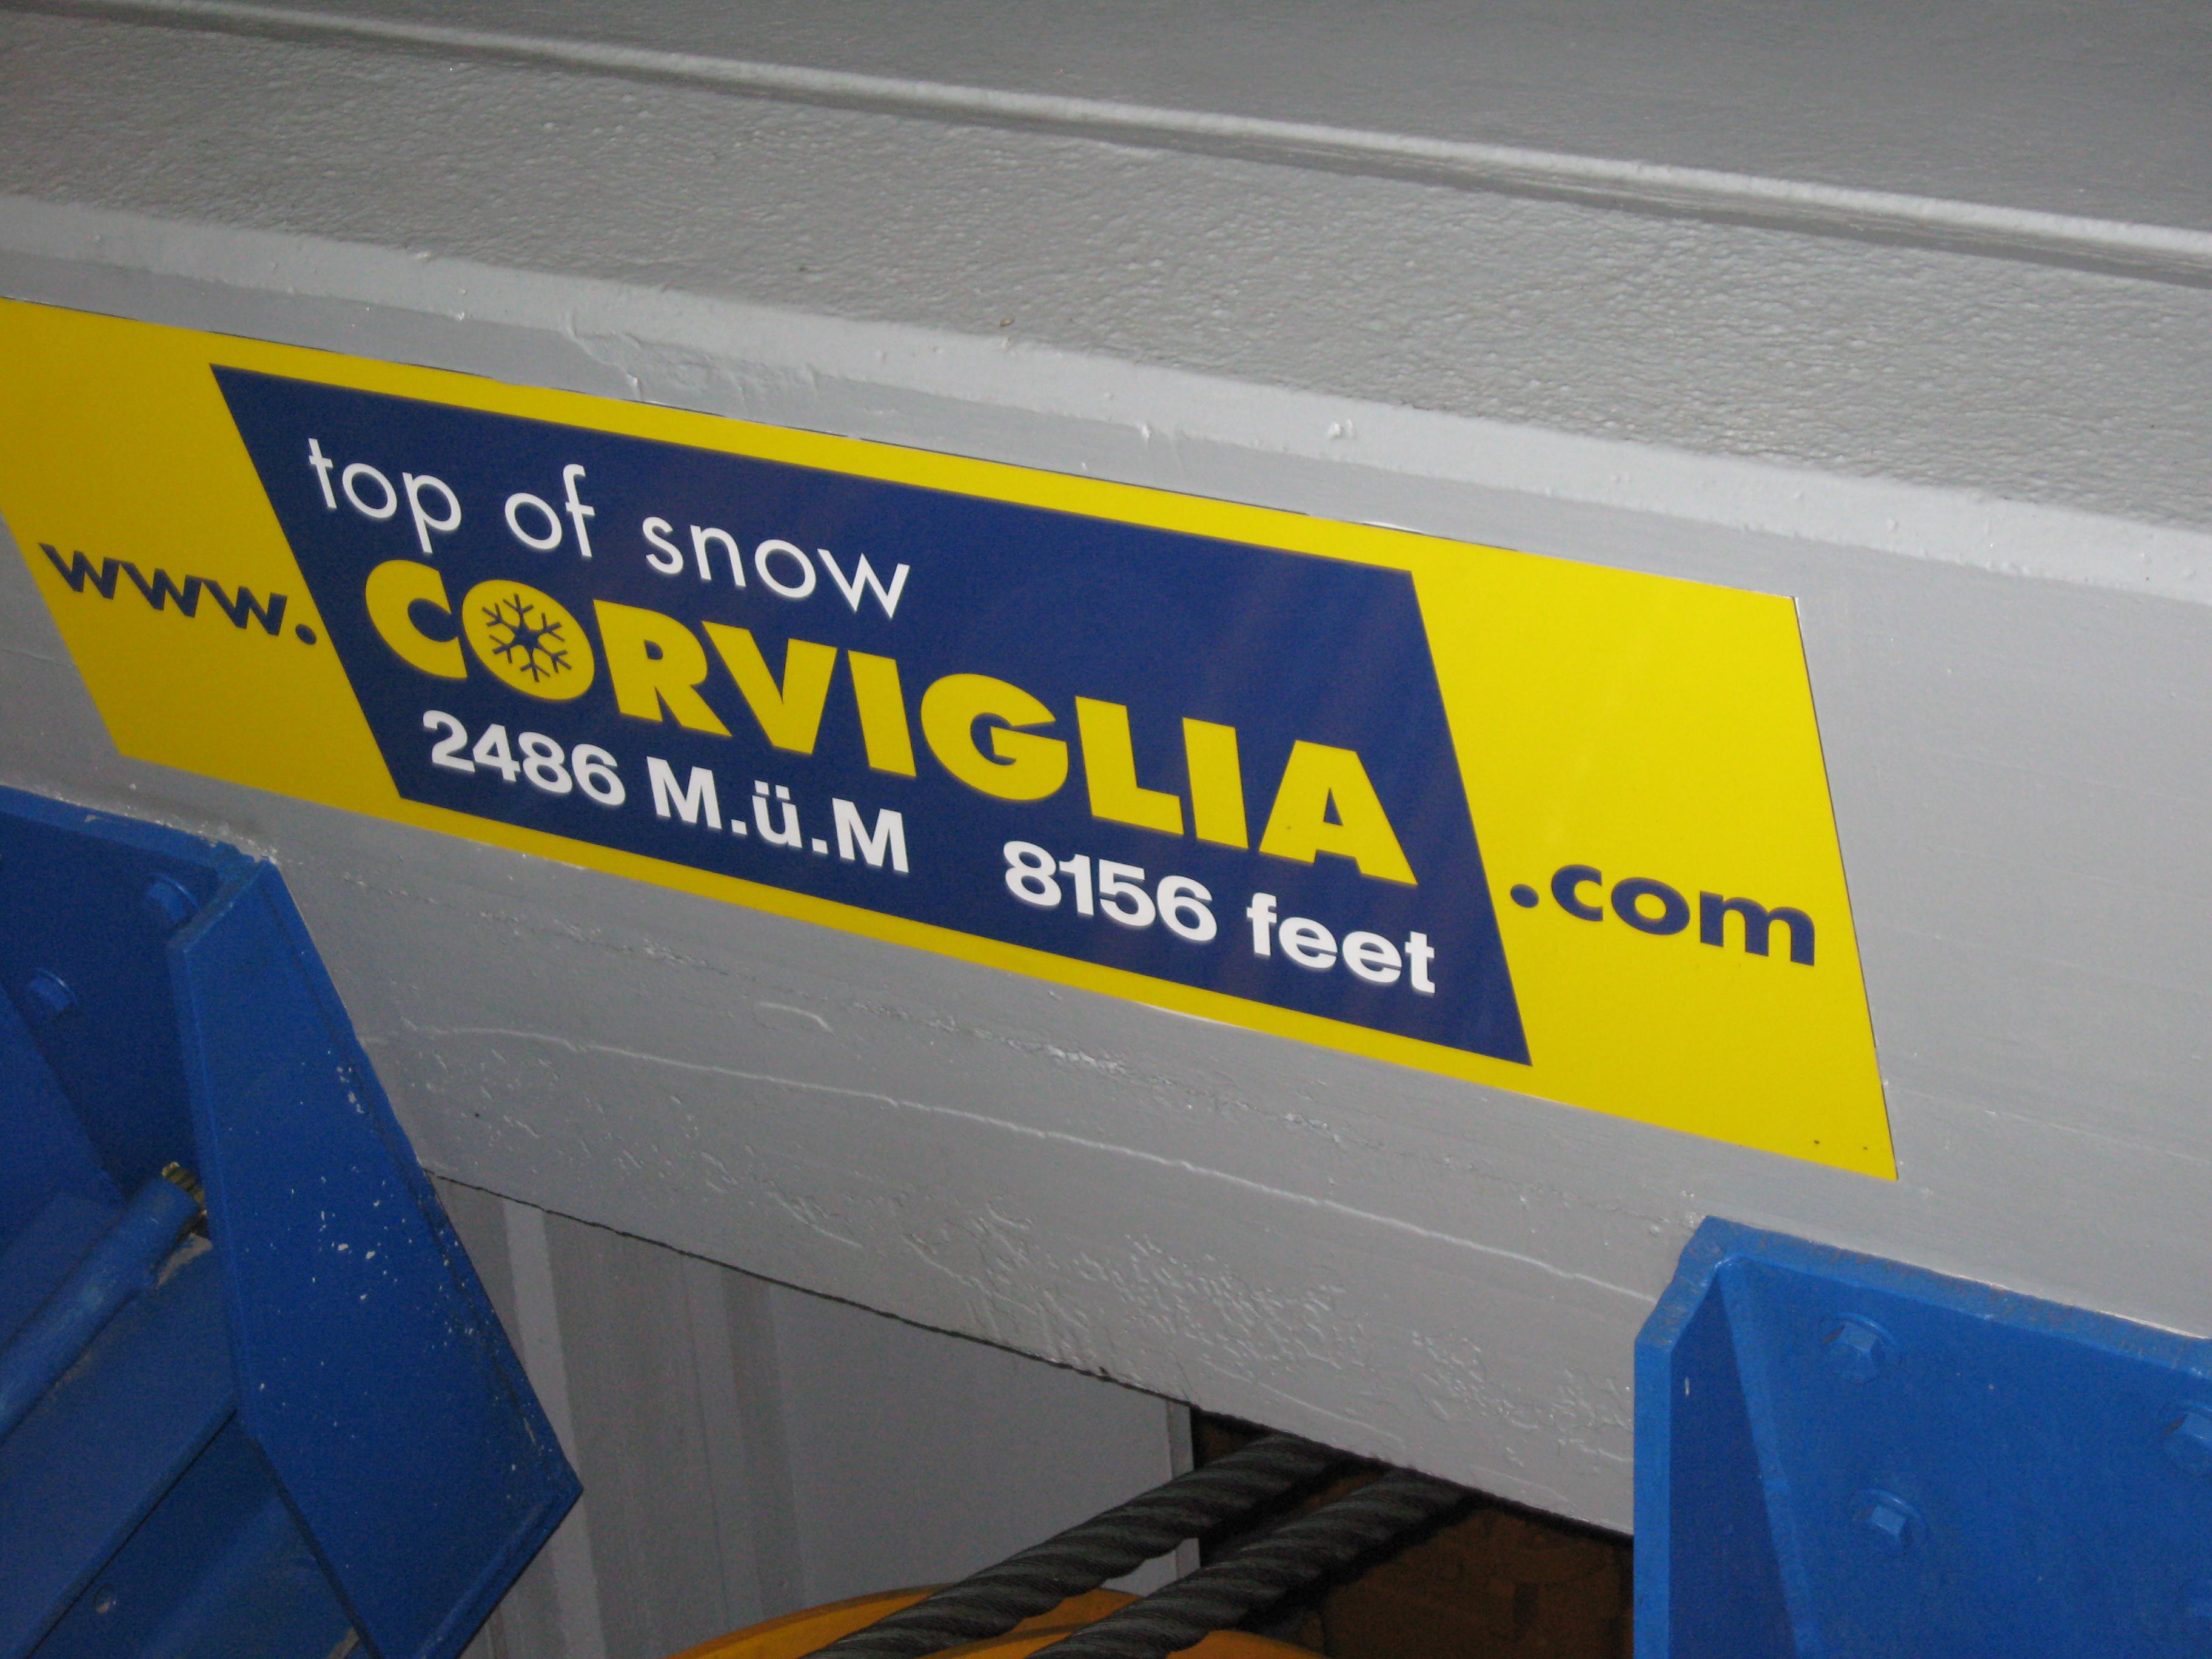 top of snow
www.CORVIGLIA.com
2486 M.ü.M 8156 feet